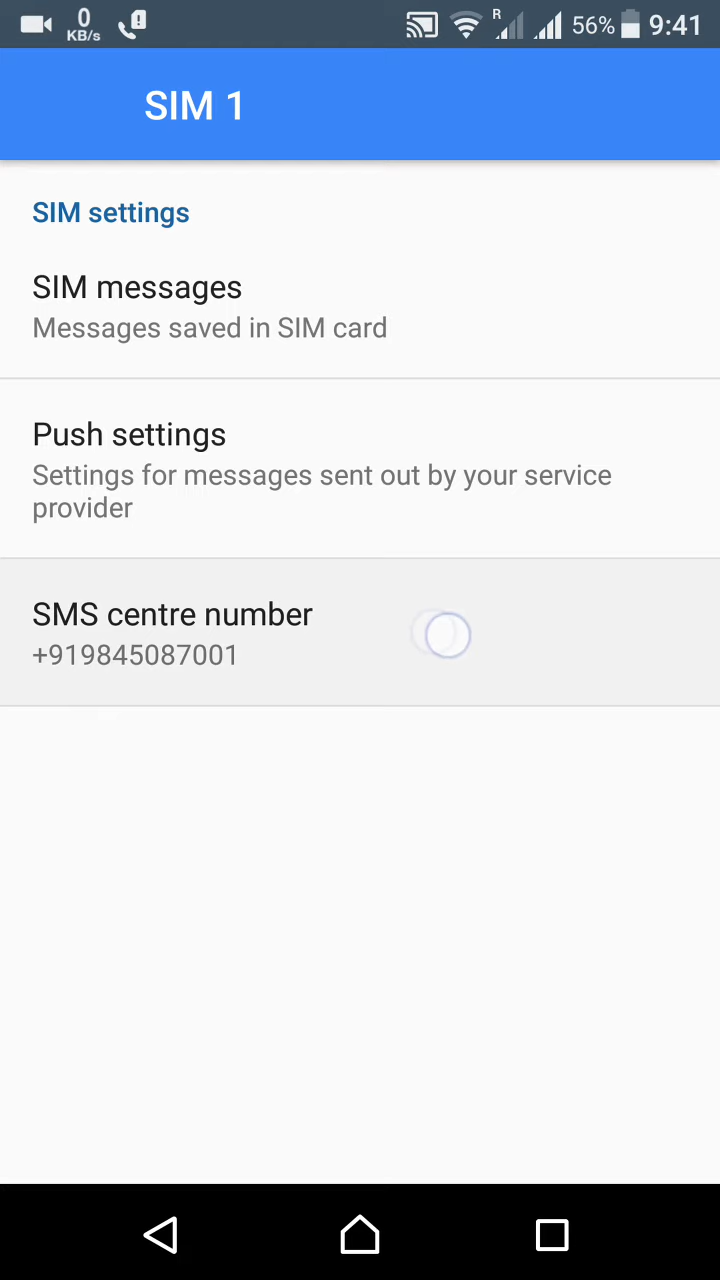 0
KB/s
R
56%
9:41
SIM 1
SIM settings
SIM messages
Messages saved in SIM card
Push settings
Settings for messages sent out by your service
provider
SMS centre number
+919845087001